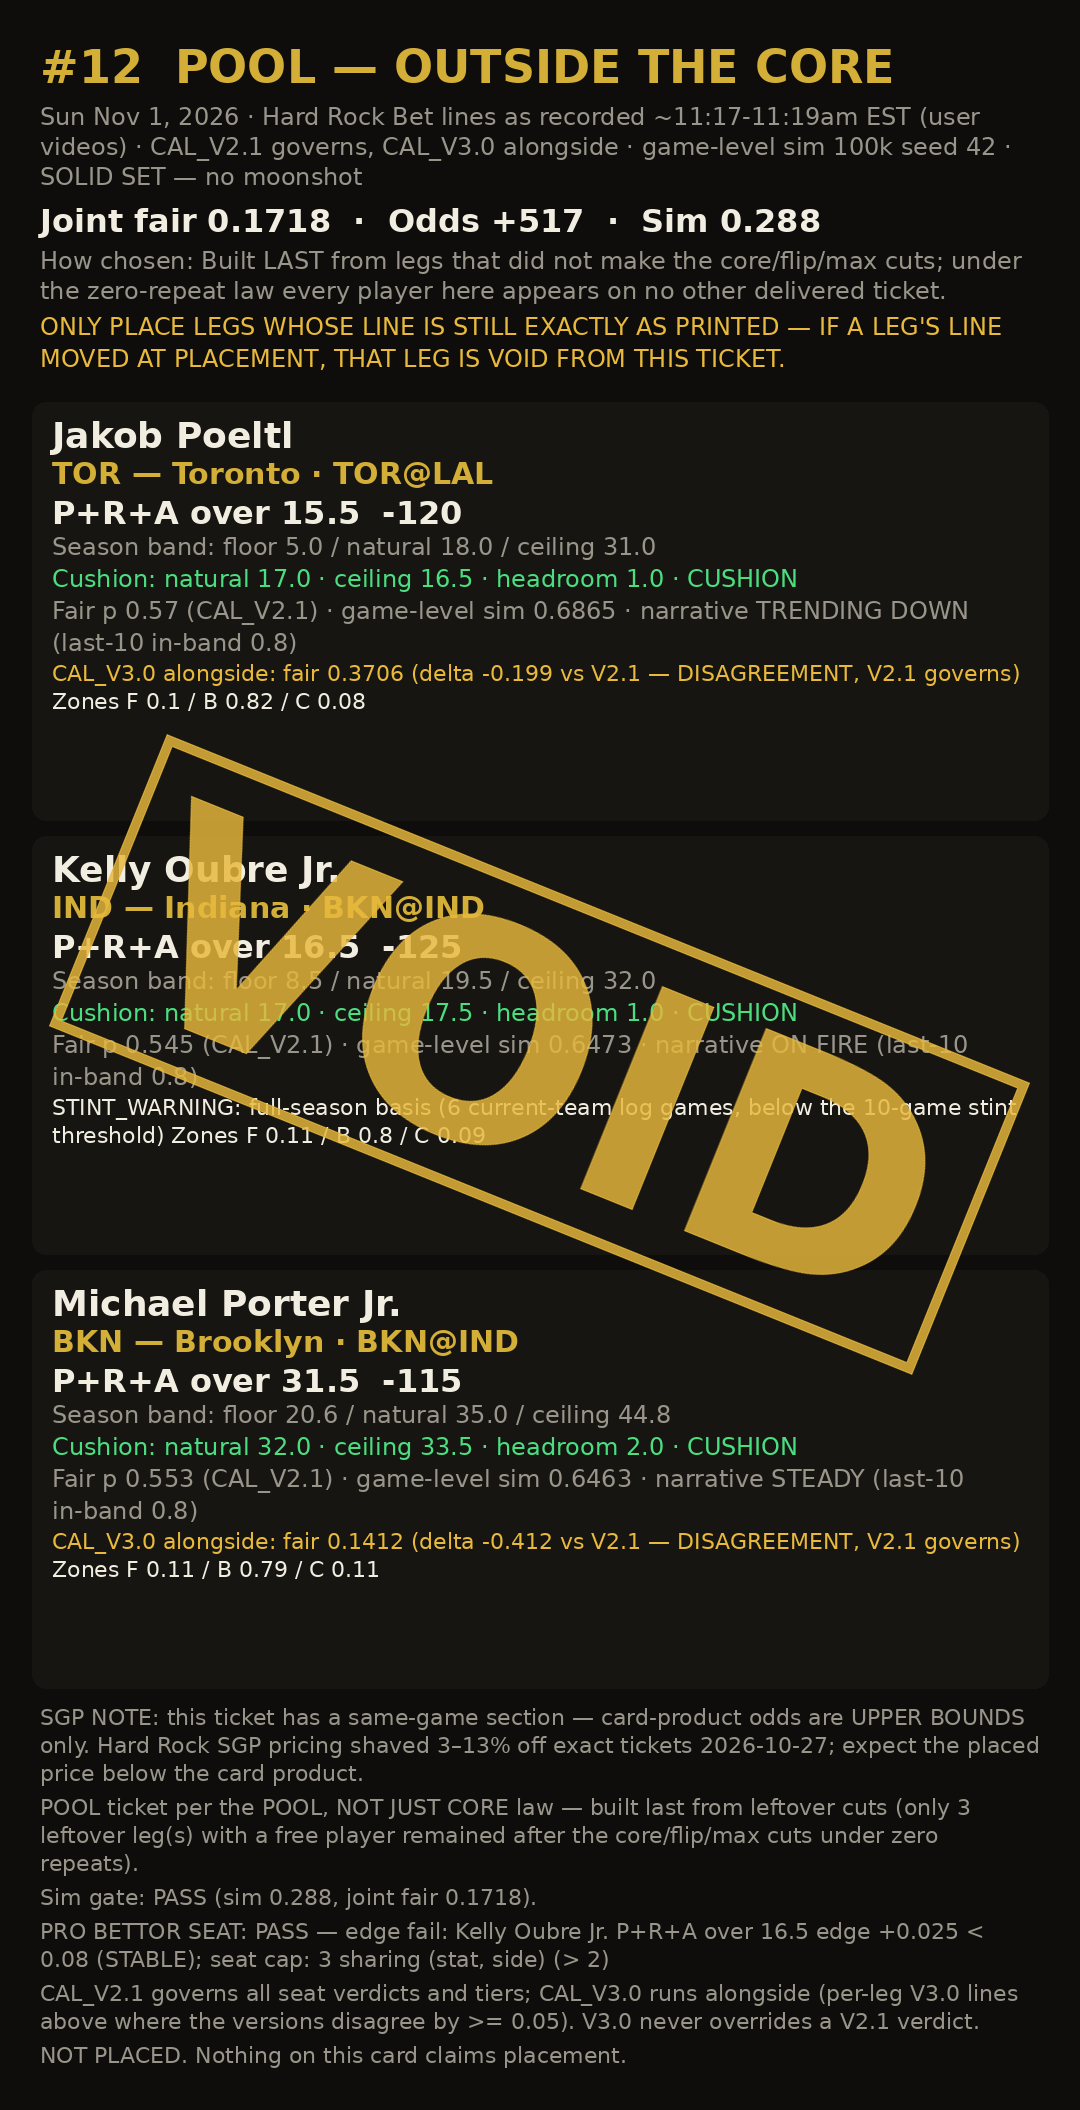 #12 POOL — OUTSIDE THE CORE
Sun Nov 1, 2026 · Hard Rock Bet lines as recorded ~11:17-11:19am EST (user
videos) · CAL_V2.1 governs, CAL_V3.0 alongside · game-level sim 100k seed 42 ·
SOLID SET — no moonshot
Joint fair 0.1718 · Odds +517 · Sim 0.288
How chosen: Built LAST from legs that did not make the core/flip/max cuts; under
the zero-repeat law every player here appears on no other delivered ticket.
ONLY PLACE LEGS WHOSE LINE IS STILL EXACTLY AS PRINTED — IF A LEG'S LINE
MOVED AT PLACEMENT, THAT LEG IS VOID FROM THIS TICKET.
Jakob Poeltl
TOR — Toronto · TOR@LAL
P+R+A over 15.5 -120
Season band: floor 5.0 / natural 18.0 / ceiling 31.0
Cushion: natural 17.0 · ceiling 16.5 · headroom 1.0 · CUSHION
Fair p 0.57 (CAL_V2.1) · game-level sim 0.6865 · narrative TRENDING DOWN
(last-10 in-band 0.8)
CAL_V3.0 alongside: fair 0.3706 (delta -0.199 vs V2.1 — DISAGREEMENT, V2.1 governs)
Zones F 0.1 / B 0.82 / C 0.08
VOID
Kelly Oubre Jr.
IND — Indiana · BKN@IND
P+R+A over 16.5 -125
Season band: floor 8.5 / natural 19.5 / ceiling 32.0
Cushion: natural 17.0 · ceiling 17.5 · headroom 1.0 · CUSHION
Fair p 0.545 (CAL_V2.1) · game-level sim 0.6473 · narrative ON FIRE (last-10
in-band 0.8)
STINT_WARNING: full-season basis (6 current-team log games, below the 10-game stint
threshold) Zones F 0.11 / B 0.8 / C 0.09
Michael Porter Jr.
BKN — Brooklyn · BKN@IND
P+R+A over 31.5 -115
Season band: floor 20.6 / natural 35.0 / ceiling 44.8
Cushion: natural 32.0 · ceiling 33.5 · headroom 2.0 · CUSHION
Fair p 0.553 (CAL_V2.1) · game-level sim 0.6463 · narrative STEADY (last-10
in-band 0.8)
CAL_V3.0 alongside: fair 0.1412 (delta -0.412 vs V2.1 — DISAGREEMENT, V2.1 governs)
Zones F 0.11 / B 0.79 / C 0.11
SGP NOTE: this ticket has a same-game section — card-product odds are UPPER BOUNDS
only. Hard Rock SGP pricing shaved 3–13% off exact tickets 2026-10-27; expect the placed
price below the card product.
POOL ticket per the POOL, NOT JUST CORE law — built last from leftover cuts (only 3
leftover leg(s) with a free player remained after the core/flip/max cuts under zero
repeats).
Sim gate: PASS (sim 0.288, joint fair 0.1718).
PRO BETTOR SEAT: PASS — edge fail: Kelly Oubre Jr. P+R+A over 16.5 edge +0.025 <
0.08 (STABLE); seat cap: 3 sharing (stat, side) (> 2)
CAL_V2.1 governs all seat verdicts and tiers; CAL_V3.0 runs alongside (per-leg V3.0 lines
above where the versions disagree by >= 0.05). V3.0 never overrides a V2.1 verdict.
NOT PLACED. Nothing on this card claims placement.